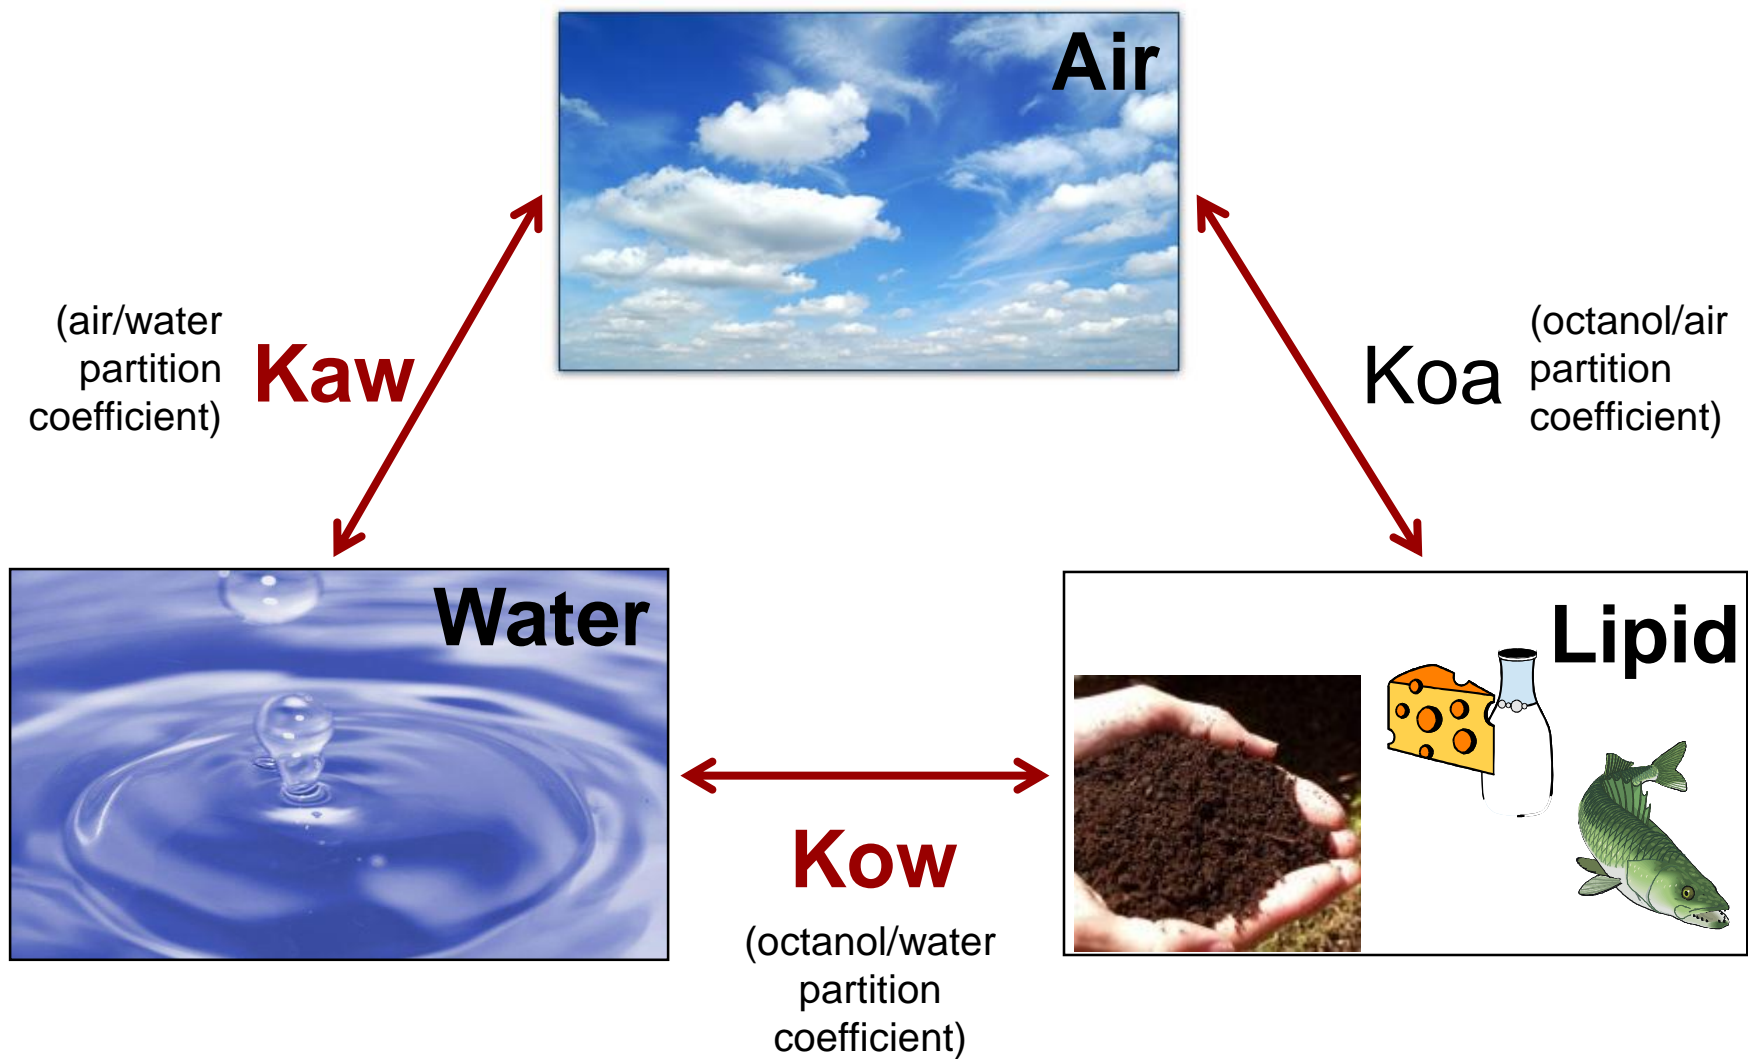 Air
(air/water
partition
coefficient)
Kaw
Koa
(octanol/air
partition
coefficient)
Water
Lipid
Kow
(octanol/water
partition
coefficient)